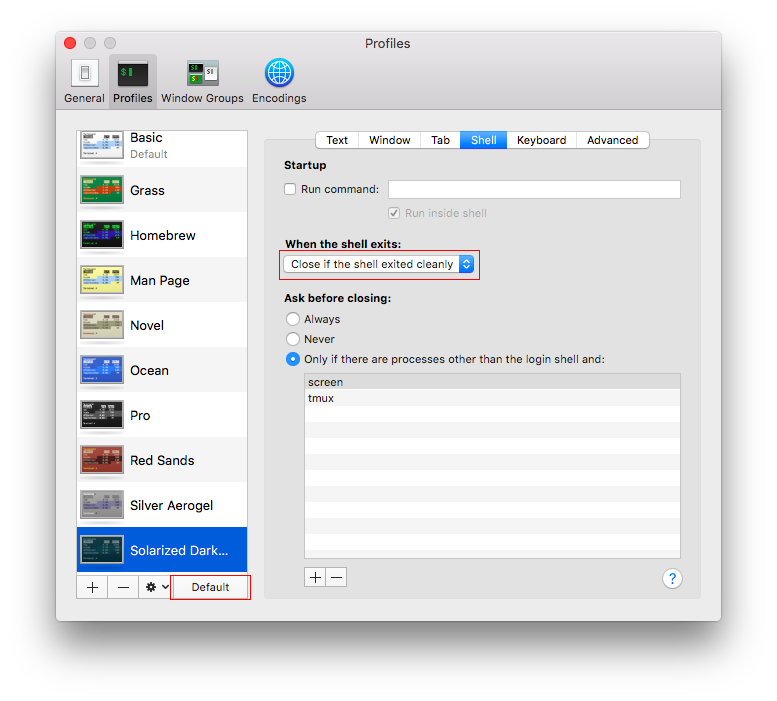 Profiles
General Profiles Window Groups Encodings
Basic
Default
Grass
Homebrew
Man Page
Novel
Ocean
Pro
Red Sands
Silver Aerogel
Solarized Dark...
+ − Default
Text Window Tab Shell Keyboard Advanced
Startup
Run command:
Run inside shell
When the shell exits:
Close if the shell exited cleanly
Ask before closing:
Always
Never
Only if there are processes other than the login shell and:
screen
tmux
+ −
?